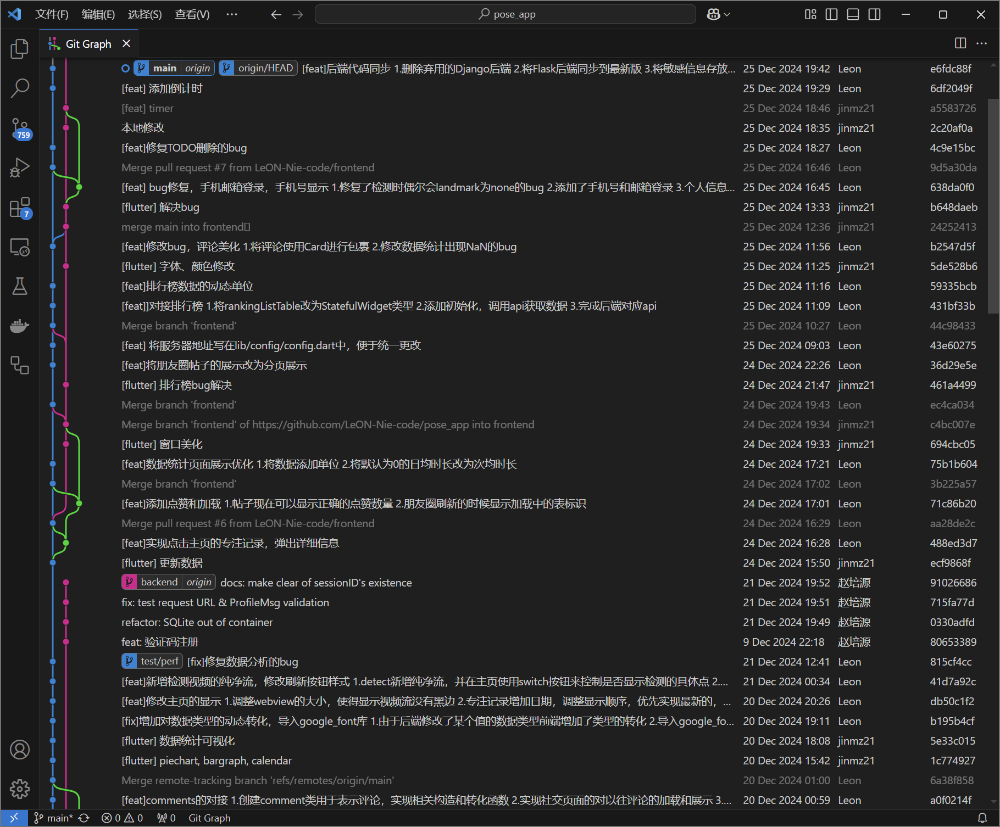 文件(F) 编辑(E) 选择(S) 查看(V) ··· pose_app
Git Graph
main origin origin/HEAD [feat]后端代码同步 1.删除弃用的Django后端 2.将Flask后端同步到最新版 3.将敏感信息存放... 25 Dec 2024 19:42 Leon e6fdc88f
[feat] 添加倒计时 25 Dec 2024 19:29 Leon 6df2049f
[feat] timer 25 Dec 2024 18:46 jinmz21 a5583726
本地修改 25 Dec 2024 18:35 jinmz21 2c20af0a
759
[feat]修复TODO删除的bug 25 Dec 2024 18:27 Leon 4c9e15bc
Merge pull request #7 from LeON-Nie-code/frontend 25 Dec 2024 16:46 Leon 9d5a30da
[feat] bug修复，手机邮箱登录，手机号显示 1.修复了检测时偶尔会landmark为none的bug 2.添加了手机号和邮箱登录 3.个人信息... 25 Dec 2024 16:45 Leon 638da0f0
[flutter] 解决bug 25 Dec 2024 13:33 jinmz21 b648daeb
7
merge main into frontend 25 Dec 2024 12:36 jinmz21 24252413
[feat]修改bug，评论美化 1.将评论使用Card进行包裹 2.修改数据统计出现NaN的bug 25 Dec 2024 11:56 Leon b2547d5f
[flutter] 字体、颜色修改 25 Dec 2024 11:25 jinmz21 5de528b6
[feat]排行榜数据的动态单位 25 Dec 2024 11:16 Leon 59335bcb
[feat]]对接排行榜 1.将rankingListTable改为StatefulWidget类型 2.添加初始化，调用api获取数据 3.完成后端对应api 25 Dec 2024 11:09 Leon 431bf33b
Merge branch 'frontend' 25 Dec 2024 10:27 Leon 44c98433
[feat] 将服务器地址写在lib/config/config.dart中，便于统一更改 25 Dec 2024 09:03 Leon 43e60275
[feat]将朋友圈帖子的展示改为分页展示 24 Dec 2024 22:26 Leon 36d29e5e
[flutter] 排行榜bug解决 24 Dec 2024 21:47 jinmz21 461a4499
Merge branch 'frontend' 24 Dec 2024 19:43 Leon ec4ca034
Merge branch 'frontend' of https://github.com/LeON-Nie-code/pose_app into frontend 24 Dec 2024 19:34 jinmz21 c4bc007e
[flutter] 窗口美化 24 Dec 2024 19:33 jinmz21 694cbc05
[feat]数据统计页面展示优化 1.将数据添加单位 2.将默认为0的日均时长改为次均时长 24 Dec 2024 17:21 Leon 75b1b604
Merge branch 'frontend' 24 Dec 2024 17:02 Leon 3b225a57
[feat]添加点赞和加载 1.帖子现在可以显示正确的点赞数量 2.朋友圈刷新的时候显示加载中的表标识 24 Dec 2024 17:01 Leon 71c86b20
Merge pull request #6 from LeON-Nie-code/frontend 24 Dec 2024 16:29 Leon aa28de2c
[feat]实现点击主页的专注记录，弹出详细信息 24 Dec 2024 16:28 Leon 488ed3d7
[flutter] 更新数据 24 Dec 2024 15:50 jinmz21 ecf9868f
backend origin docs: make clear of sessionID's existence 21 Dec 2024 19:52 赵培源 91026686
fix: test request URL & ProfileMsg validation 21 Dec 2024 19:51 赵培源 715fa77d
refactor: SQLite out of container 21 Dec 2024 19:49 赵培源 0330adfd
feat: 验证码注册 9 Dec 2024 22:18 赵培源 80653389
test/perf [fix]修复数据分析的bug 21 Dec 2024 12:41 Leon 815cf4cc
[feat]新增检测视频的纯净流，修改刷新按钮样式 1.detect新增纯净流，并在主页使用switch按钮来控制是否显示检测的具体点 2.... 21 Dec 2024 00:34 Leon 41d7a92c
[feat]修改主页的显示 1.调整webview的大小，使得显示视频流没有黑边 2.专注记录增加日期，调整显示顺序，优先实现最新的，... 20 Dec 2024 20:26 Leon db50c1f2
[fix]增加对数据类型的动态转化，导入google_font库 1.由于后端修改了某个值的数据类型前端增加了类型的转化 2.导入google_fo... 20 Dec 2024 19:11 Leon b195b4cf
[flutter] 数据统计可视化 20 Dec 2024 18:08 jinmz21 5e33c015
[flutter] piechart, bargraph, calendar 20 Dec 2024 15:42 jinmz21 1c774927
Merge remote-tracking branch 'refs/remotes/origin/main' 20 Dec 2024 01:00 Leon 6a38f858
[feat]comments的对接 1.创建comment类用于表示评论，实现相关构造和转化函数 2.实现社交页面的对以往评论的加载和展示 3.... 20 Dec 2024 00:59 Leon a0f0214f
main* 0 0 0 Git Graph